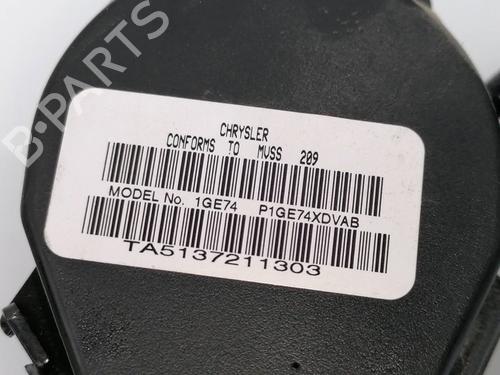 B-PARTS
CHRYSLER
CONFORMS TO MVSS 209
MODEL No. 1GE74 P1GE74XDVAB
TA5137211303